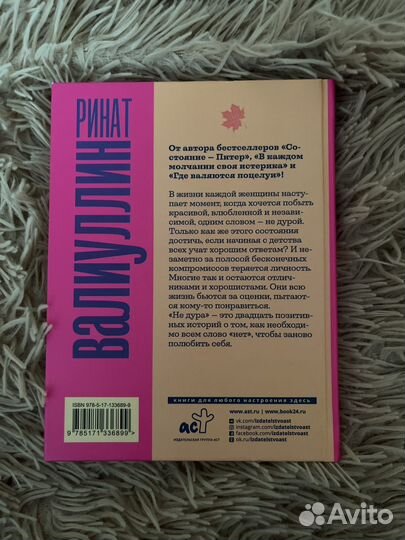 РИНАТ
ВАЛИУЛЛИН
От автора бестселлеров «Со-
стояние – Питер», «В каждом
молчании своя истерика» и
«Где валяются поцелуи»!
В жизни каждой женщины насту-
пает момент, когда хочется побыть
красивой, влюбленной и незави-
симой, одним словом – не дурой.
Только как же этого состояния
достичь, если начиная с детства
всех учат хорошим ответам? И не-
заметно за полосой бесконечных
компромиссов теряется личность.
Многие так и остаются отлич-
никами и хорошистами. Они всю
жизнь бьются за оценки, пытают-
ся кому-то понравиться.
«Не дура» – это двадцать позитив-
ных историй о том, как необходи-
мо всем слово «нет», чтобы заново
полюбить себя.
книги для любого настроения здесь
аст
ИЗДАТЕЛЬСКАЯ ГРУППА АСТ
www.ast.ru | www.book24.ru
vk.com/izdatelstvoast
instagram.com/izdatelstvoast
facebook.com/izdatelstvoast
ok.ru/izdatelstvoast
ISBN 978-5-17-133689-9
9 785171 336899 >
Avito